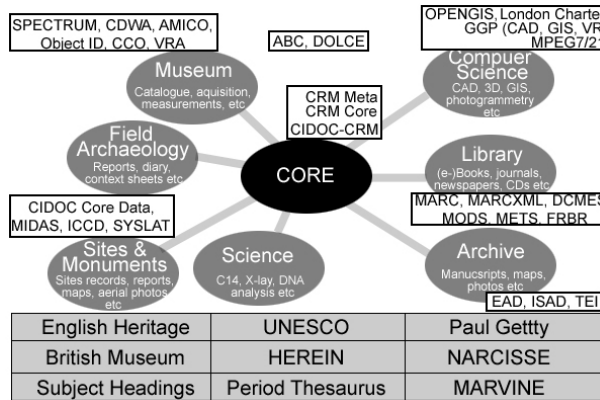 SPECTRUM, CDWA, AMICO,
Object ID, CCO, VRA
ABC, DOLCE
OPENGIS, London Charte
GGP (CAD, GIS, VR
MPEG7/21
Museum
Catalogue, aquisition,
measurements, etc
CRM Meta
CRM Core
CIDOC-CRM
Compuer
Science
CAD, 3D, GIS,
photogrammetry
etc
Field
Archaeology
Reports, diary,
context sheets etc
CORE
Library
(e-)Books, journals,
newspapers, CDs etc
CIDOC Core Data,
MIDAS, ICCD, SYSLAT
MARC, MARCXML, DCMES
MODS, METS, FRBR
Sites &
Monuments
Sites records, reports,
maps, aerial photos,
etc
Science
C14, X-lay, DNA
analysis etc
Archive
Manucsripts, maps,
photos etc
EAD, ISAD, TEI
English Heritage UNESCO Paul Gettty
British Museum HEREIN NARCISSE
Subject Headings Period Thesaurus MARVINE